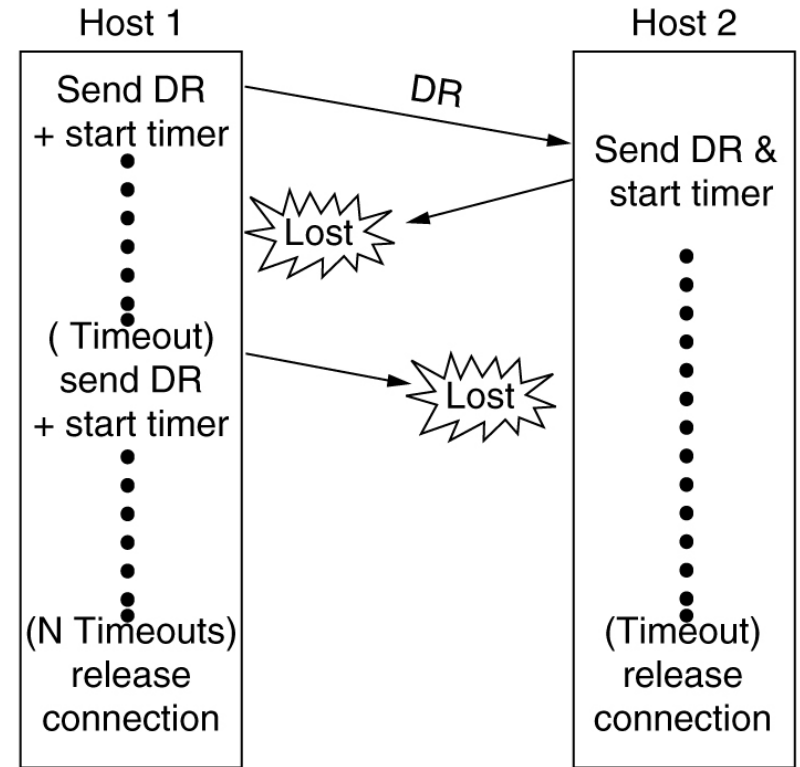 Host 1
Host 2
Send DR
+ start timer
DR
Send DR &
start timer
Lost
( Timeout)
send DR
+ start timer
Lost
(N Timeouts)
release
connection
(Timeout)
release
connection